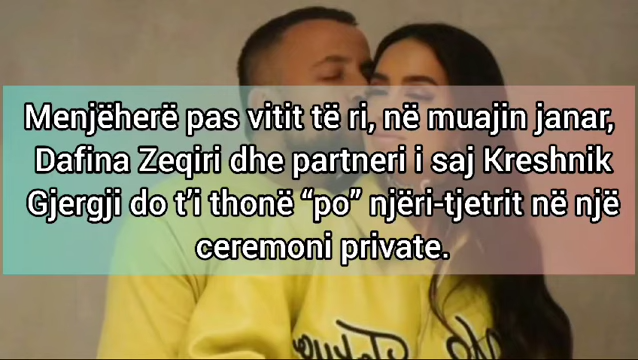 Menjëherë pas vitit të ri, në muajin janar,
Dafina Zeqiri dhe partneri i saj Kreshnik
Gjergji do t’i thonë “po” njëri-tjetrit në një
ceremoni private.